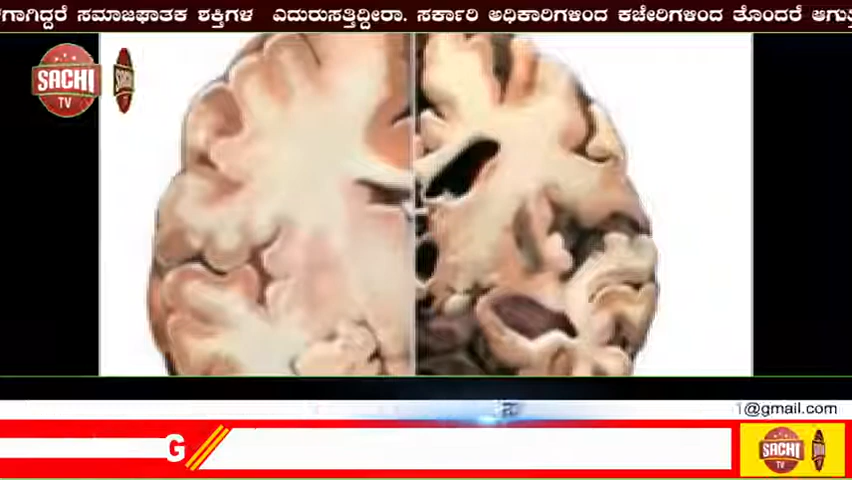 ಗಾಗಿದ್ದರೆ ಸಮಾಜಘಾತಕ ಶಕ್ತಿಗಳ ಎದುರುಸತ್ತಿದ್ದೀರಾ. ಸರ್ಕಾರಿ ಅಧಿಕಾರಿಗಳಿಂದ ಕಚೇರಿಗಳಿಂದ ತೊಂದರೆ ಆಗುತ್ತ
SACHI
TV
1@gmail.com
G
SACHI
TV